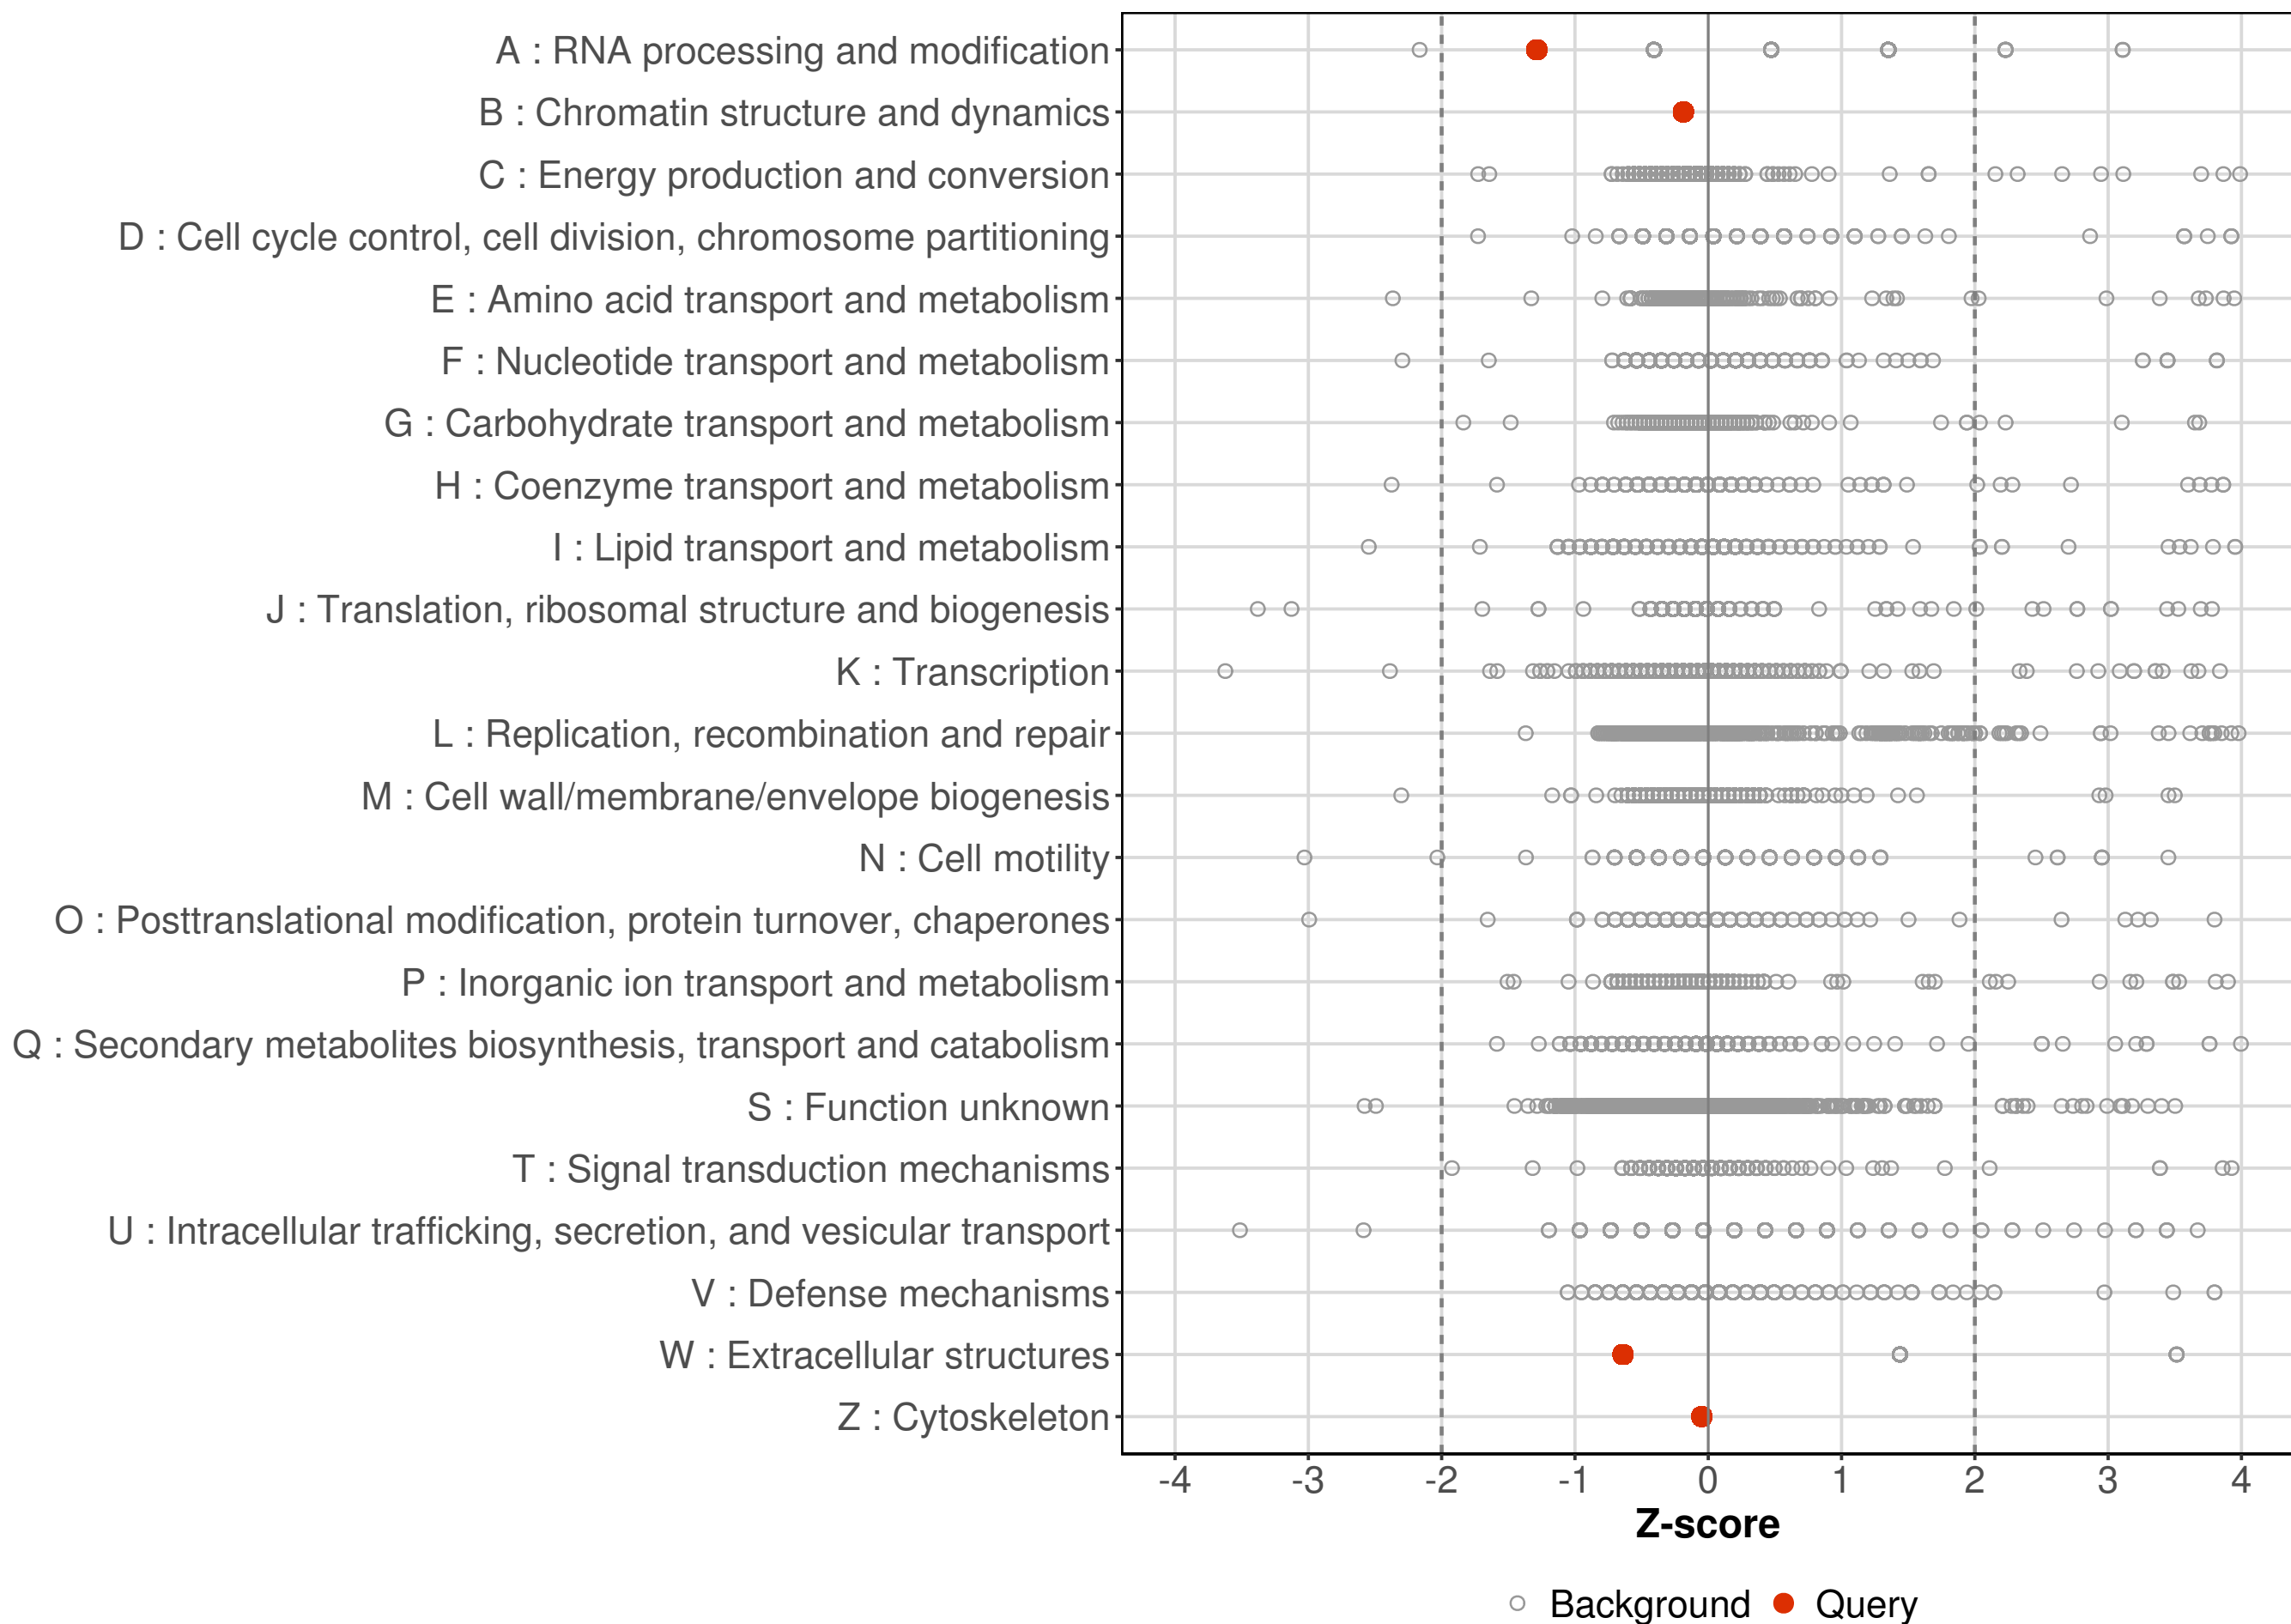 A : RNA processing and modification
B : Chromatin structure and dynamics
C : Energy production and conversion
D : Cell cycle control, cell division, chromosome partitioning
E : Amino acid transport and metabolism
F : Nucleotide transport and metabolism
G : Carbohydrate transport and metabolism
H : Coenzyme transport and metabolism
I : Lipid transport and metabolism
J : Translation, ribosomal structure and biogenesis
K : Transcription
L : Replication, recombination and repair
M : Cell wall/membrane/envelope biogenesis
N : Cell motility
O : Posttranslational modification, protein turnover, chaperones
P : Inorganic ion transport and metabolism
Q : Secondary metabolites biosynthesis, transport and catabolism
S : Function unknown
T : Signal transduction mechanisms
U : Intracellular trafficking, secretion, and vesicular transport
V : Defense mechanisms
W : Extracellular structures
Z : Cytoskeleton
-4 -3 -2 -1 0 1 2 3 4
Z-score
Background Query